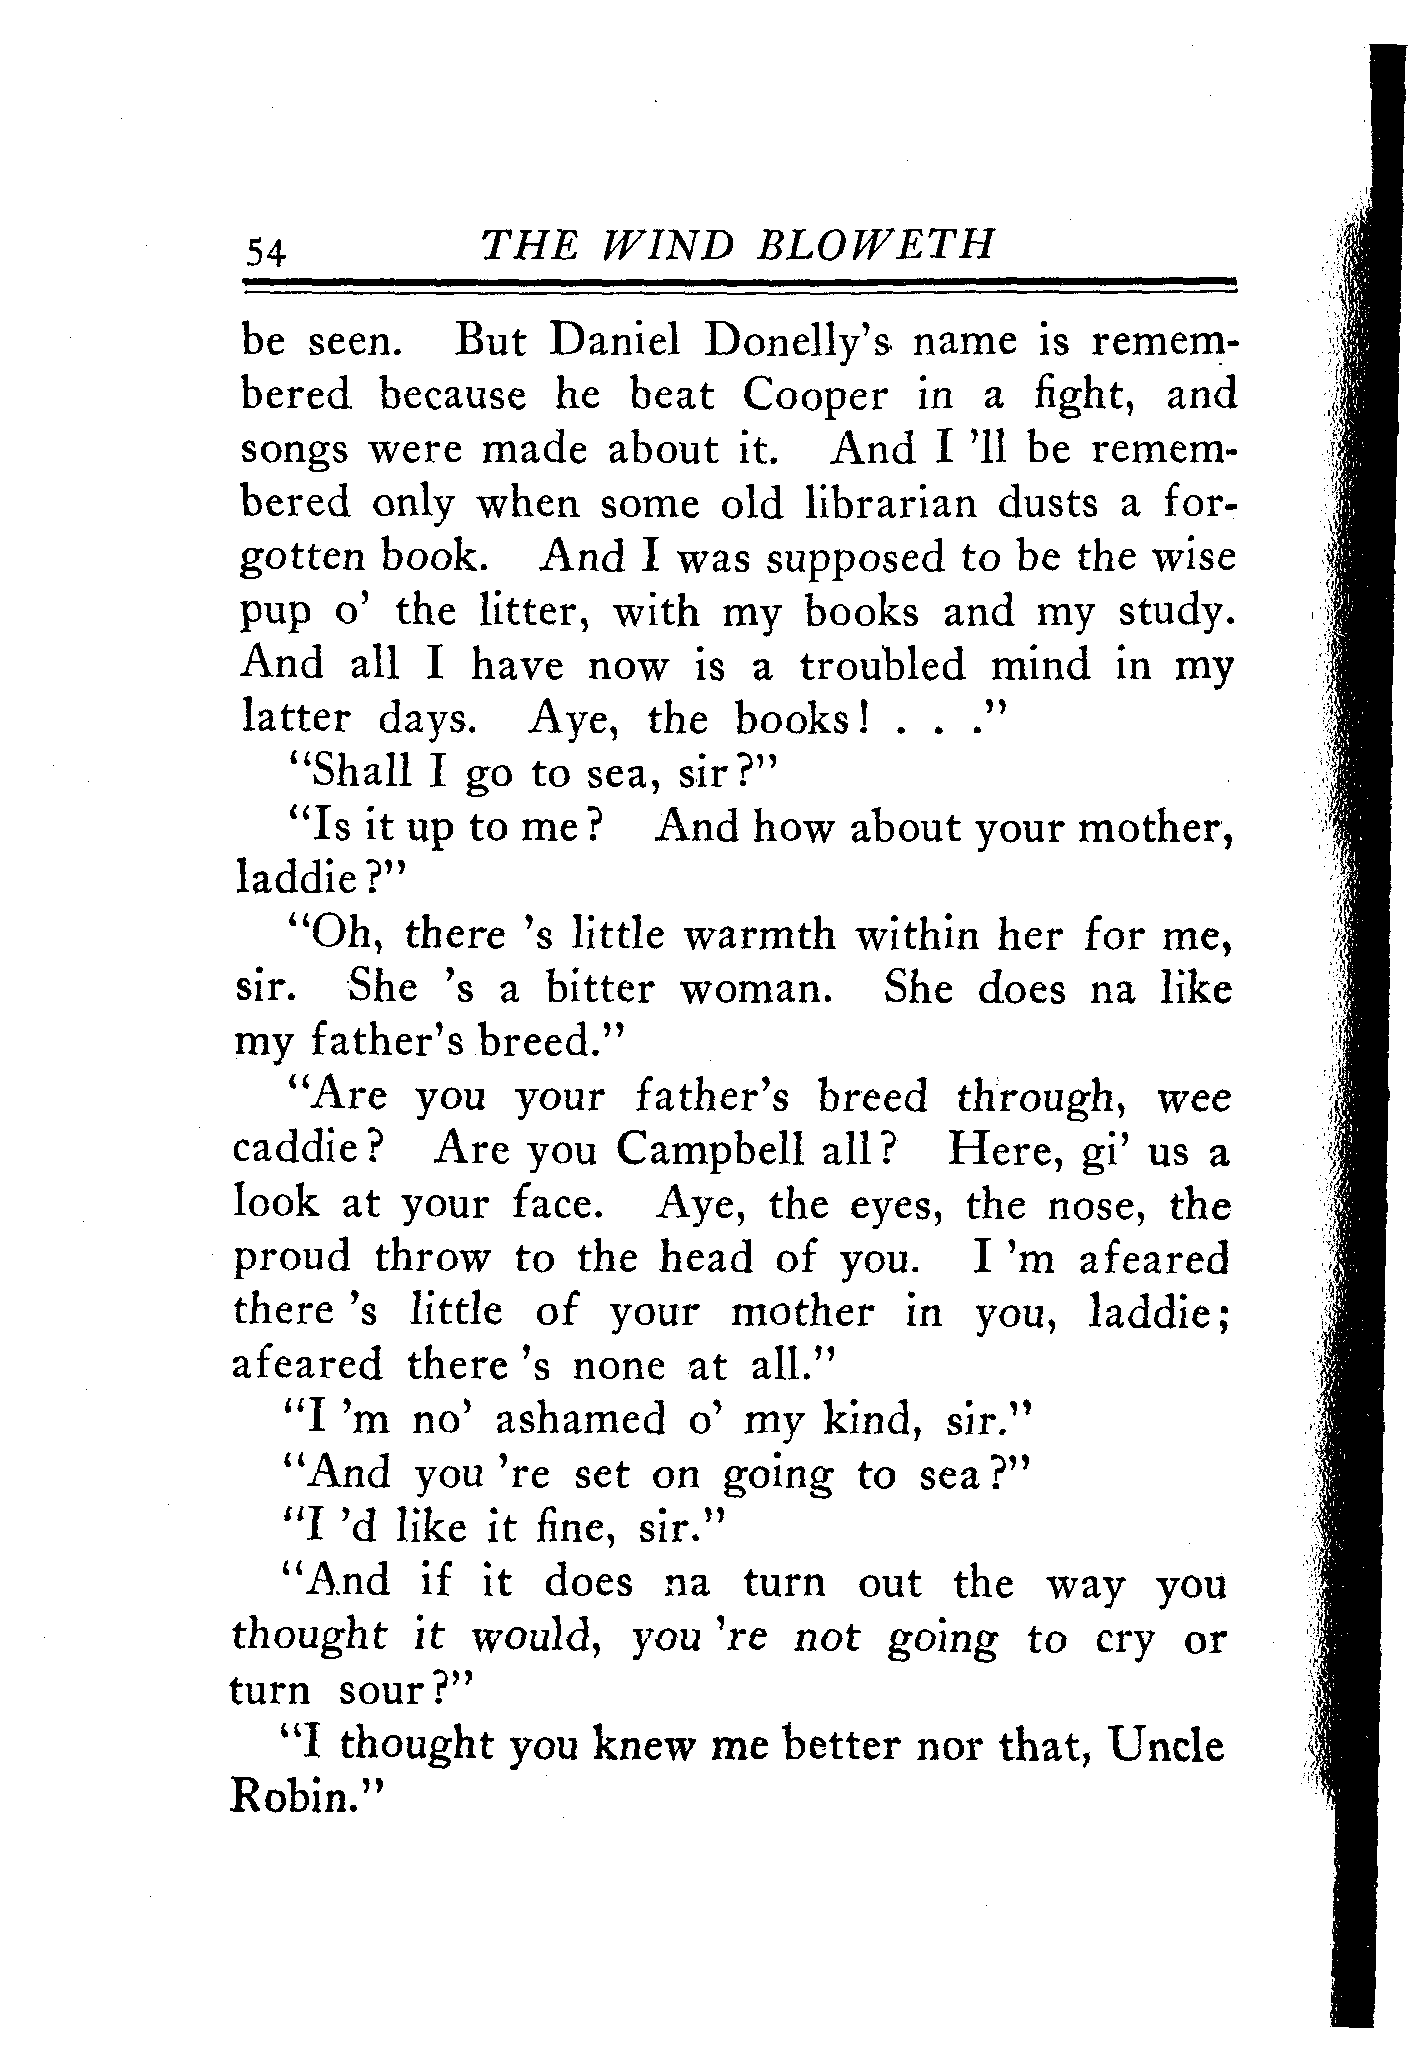 54 THE WIND BLOWETH
be seen. But Daniel Donelly's name is remem-
bered because he beat Cooper in a fight, and
songs were made about it. And I 'll be remem-
bered only when some old librarian dusts a for-
gotten book. And I was supposed to be the wise
pup o' the litter, with my books and my study.
And all I have now is a troubled mind in my
latter days. Aye, the books! . . ."
"Shall I go to sea, sir?"
"Is it up to me? And how about your mother,
laddie?"
"Oh, there 's little warmth within her for me,
sir. She 's a bitter woman. She does na like
my father's breed."
"Are you your father's breed through, wee
caddie? Are you Campbell all? Here, gi' us a
look at your face. Aye, the eyes, the nose, the
proud throw to the head of you. I 'm afeared
there 's little of your mother in you, laddie;
afeared there 's none at all."
"I 'm no' ashamed o' my kind, sir."
"And you 're set on going to sea?"
"I 'd like it fine, sir."
"And if it does na turn out the way you
thought it would, you 're not going to cry or
turn sour?"
"I thought you knew me better nor that, Uncle
Robin."